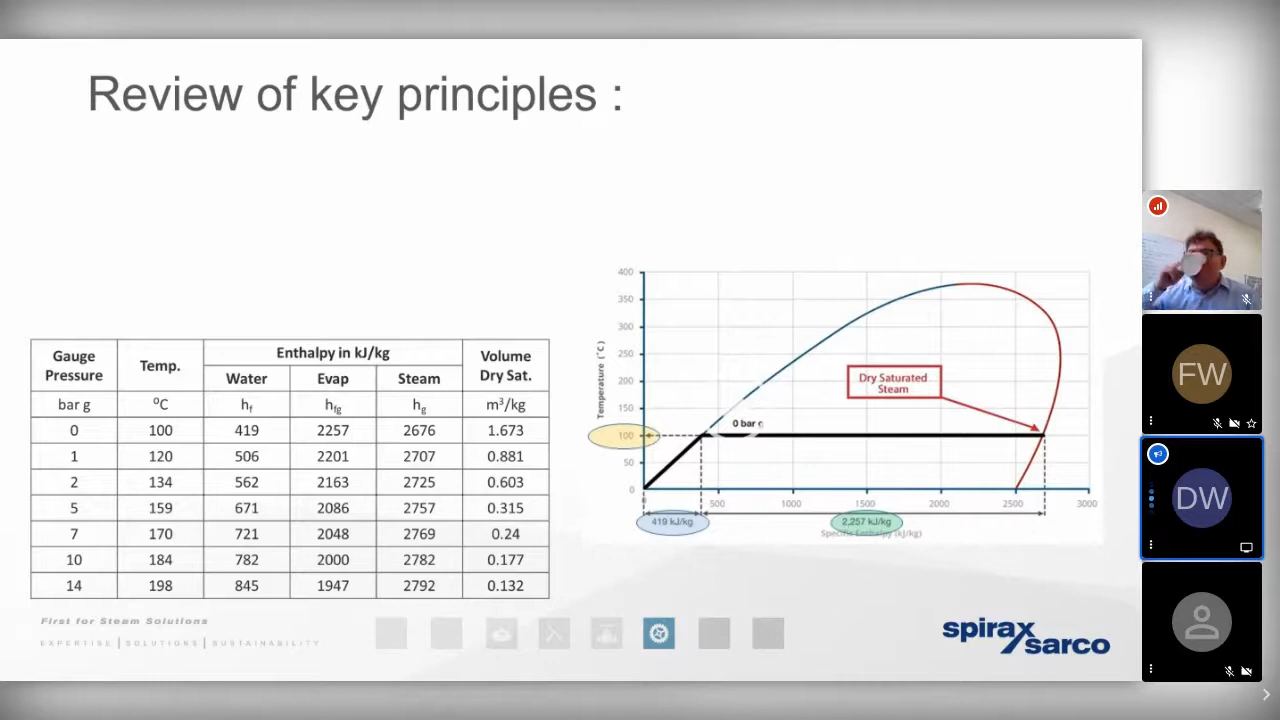 Review of key principles :
Gauge Pressure Temp. Enthalpy in kJ/kg Volume Dry Sat.
Water Evap Steam
bar g ⁰C hf hfg hg m³/kg
0 100 419 2257 2676 1.673
1 120 506 2201 2707 0.881
2 134 562 2163 2725 0.603
5 159 671 2086 2757 0.315
7 170 721 2048 2769 0.24
10 184 782 2000 2782 0.177
14 198 845 1947 2792 0.132
Temperature (°C)
400
350
300
250
200
150
100
50
0
Dry Saturated
Steam
0 bar g
500 1000 1500 2000 2500 3000
419 kJ/kg 2,257 kJ/kg
Specific Enthalpy (kJ/kg)
First for Steam Solutions
EXPERTISE | SOLUTIONS | SUSTAINABILITY
spirax
sarco
FW
DW